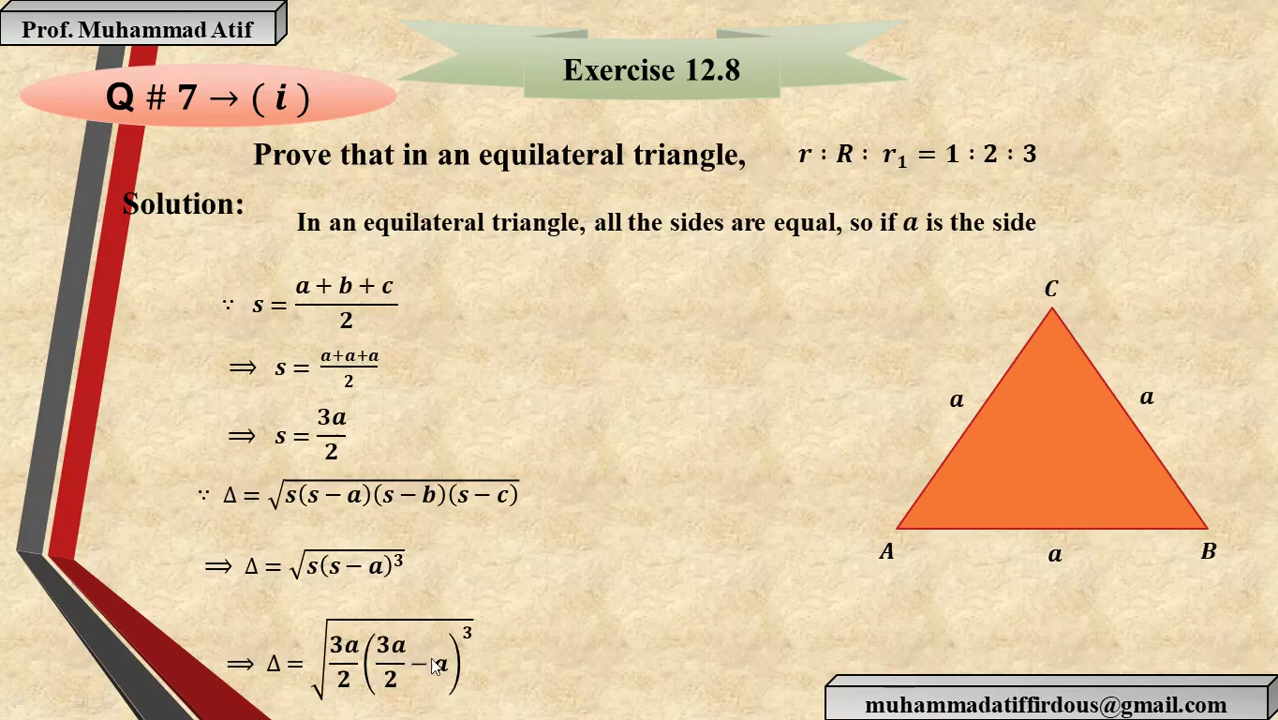 Prof. Muhammad Atif
Exercise 12.8
Q # 7 → ( i )
Prove that in an equilateral triangle, r : R : r₁ = 1 : 2 : 3
Solution:
In an equilateral triangle, all the sides are equal, so if a is the side
∵ s = (a + b + c)/2
⟹ s = (a+a+a)/2
⟹ s = 3a/2
∵ Δ = √(s(s − a)(s − b)(s − c))
⟹ Δ = √(s(s − a)³)
⟹ Δ = √(3a/2 (3a/2 − a)³)
C
a a
A a B
muhammadatiffirdous@gmail.com